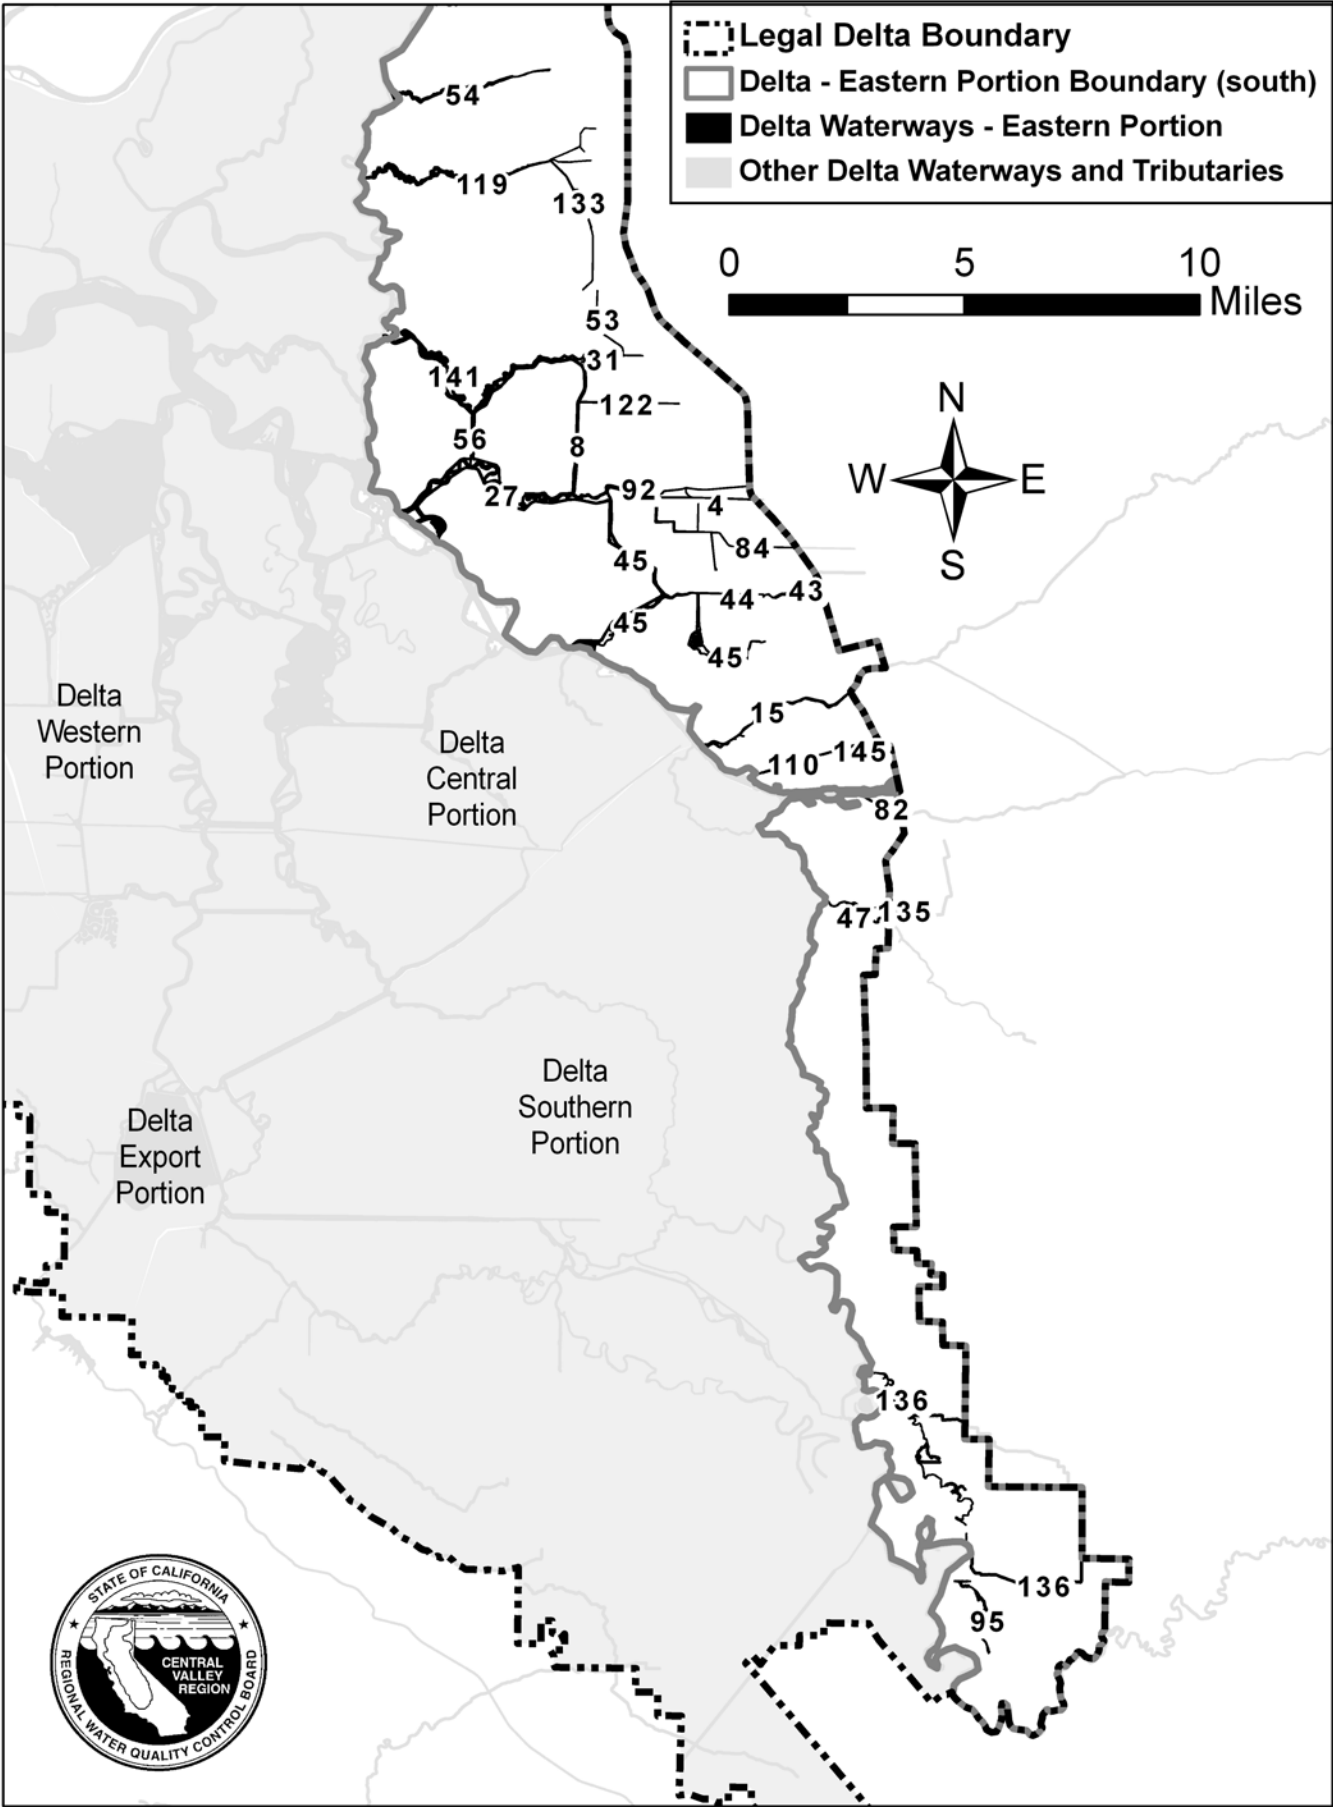 Legal Delta Boundary
Delta - Eastern Portion Boundary (south)
Delta Waterways - Eastern Portion
Other Delta Waterways and Tributaries
0 5 10
Miles
N
W E
S
54
119
133
53
31
141
122
56
8
27
92
4
84
45
43
44
45
45
15
145
110
82
47
135
Delta
Western
Portion
Delta
Central
Portion
Delta
Southern
Portion
Delta
Export
Portion
136
136
95
STATE OF CALIFORNIA
CENTRAL
VALLEY
REGION
REGIONAL WATER QUALITY CONTROL BOARD